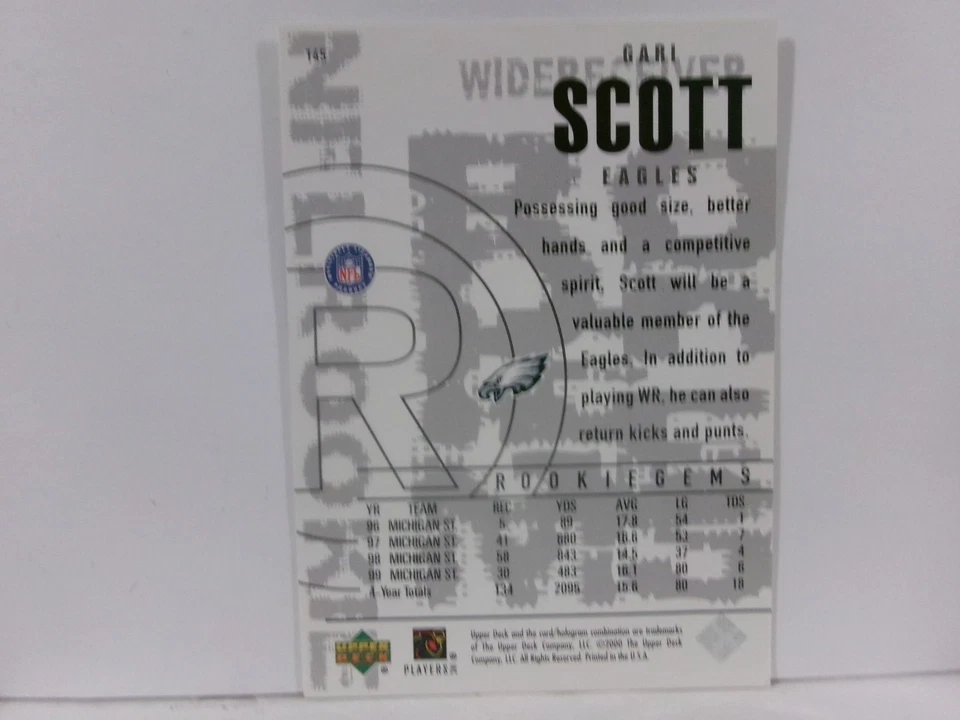 145
GARI
WIDE RECEIVER
SCOTT
EAGLES
Possessing good size, better
hands and a competitive
spirit, Scott will be a
valuable member of the
Eagles. In addition to
playing WR, he can also
return kicks and punts.
ROOKIE GEMS
YR TEAM REC YDS AVG LG TDS
96 MICHIGAN ST. 5 89 17.8 54 1
97 MICHIGAN ST. 41 680 16.6 53 7
98 MICHIGAN ST. 58 843 14.5 37 4
99 MICHIGAN ST. 30 483 16.1 80 6
4-Year Totals 134 2095 15.6 80 18
UPPER DECK
PLAYERS INC
Upper Deck and the card/hologram combination are trademarks
of The Upper Deck Company, LLC. ©2000 The Upper Deck
Company, LLC. All Rights Reserved. Printed in the U.S.A.
R
NFL